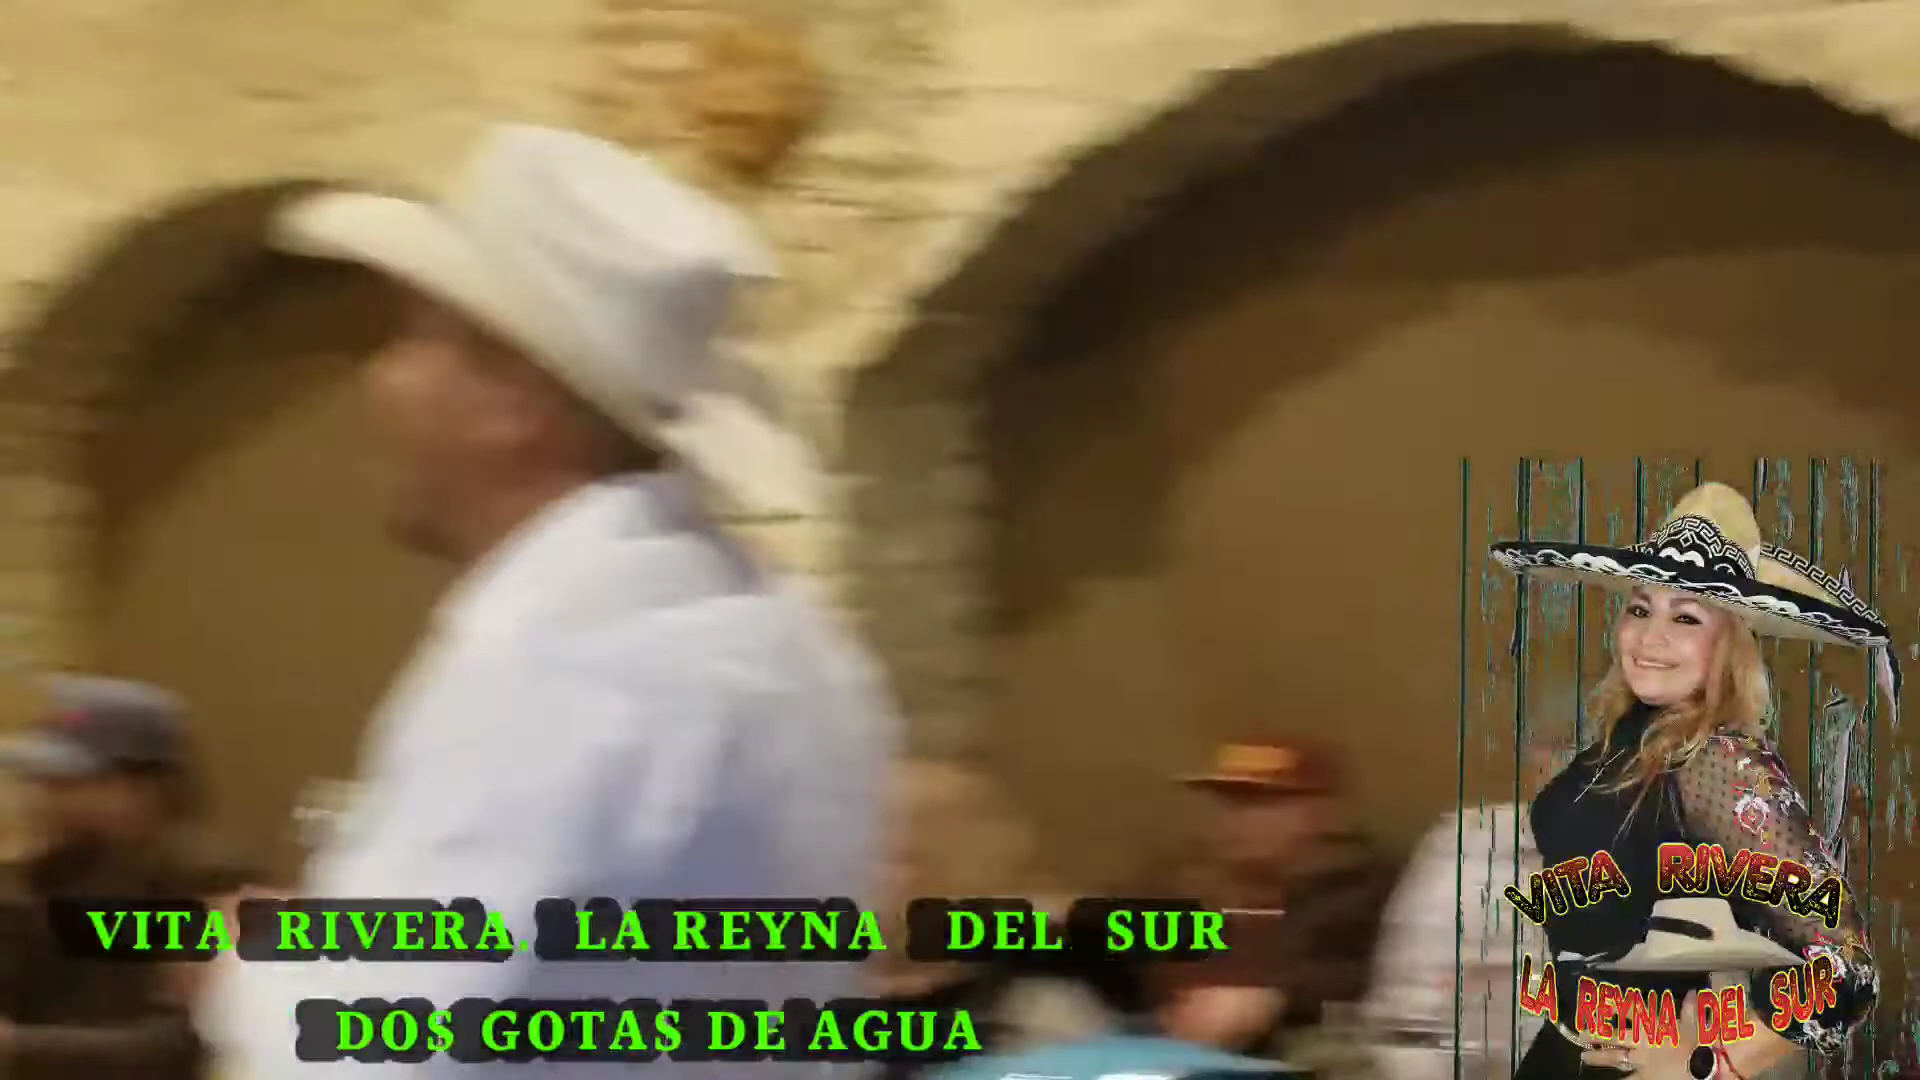 VITA RIVERA. LA REYNA DEL SUR
DOS GOTAS DE AGUA
VITA RIVERA
LA REYNA DEL SUR